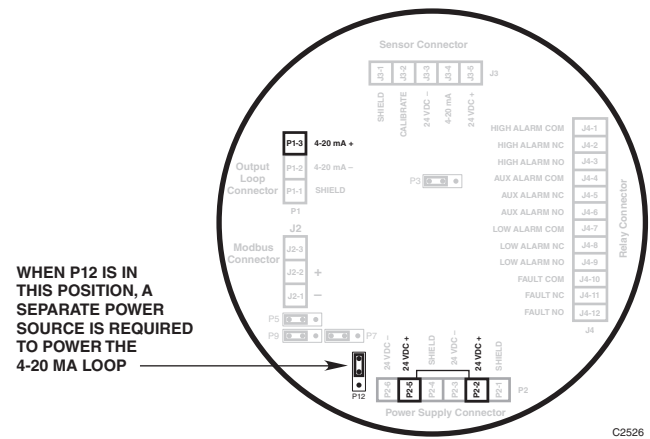 Sensor Connector
J3-1
J3-2
J3-3
J3-4
J3-5
J3
SHIELD
CALIBRATE
24 VDC –
4-20 mA
24 VDC +
P1-3
4-20 mA +
P1-2
4-20 mA –
P1-1
SHIELD
Output
Loop
Connector
P1
P3
HIGH ALARM COM
J4-1
HIGH ALARM NC
J4-2
HIGH ALARM NO
J4-3
AUX ALARM COM
J4-4
AUX ALARM NC
J4-5
AUX ALARM NO
J4-6
LOW ALARM COM
J4-7
LOW ALARM NC
J4-8
LOW ALARM NO
J4-9
FAULT COM
J4-10
FAULT NC
J4-11
FAULT NO
J4-12
J4
Relay Connector
J2
Modbus
Connector
J2-3
J2-2
+
J2-1
–
P5
P9
P7
WHEN P12 IS IN
THIS POSITION, A
SEPARATE POWER
SOURCE IS REQUIRED
TO POWER THE
4-20 MA LOOP
P12
24 VDC –
24 VDC +
SHIELD
24 VDC –
24 VDC +
SHIELD
P2-6
P2-5
P2-4
P2-3
P2-2
P2-1
P2
Power Supply Connector
C2526